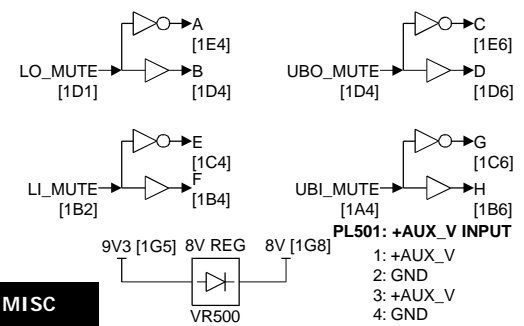 A
[1E4]
LO_MUTE
B
[1D1]
[1D4]
C
[1E6]
UBO_MUTE
D
[1D4]
[1D6]
E
[1C4]
F
LI_MUTE
[1B4]
[1B2]
G
[1C6]
UBI_MUTE
H
[1A4]
[1B6]
PL501: +AUX_V INPUT
1: +AUX_V
2: GND
3: +AUX_V
4: GND
9V3 [1G5] 8V REG 8V [1G8]
VR500
MISC